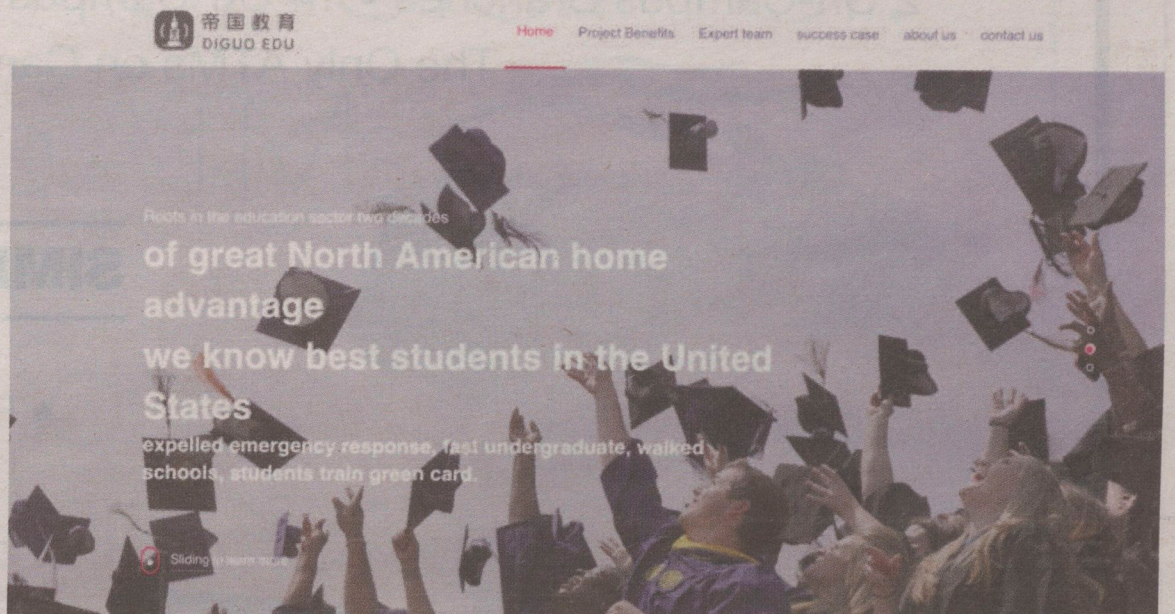 帝国教育
DIGUO EDU
Home Project Benefits Expert team success case about us contact us
Roots in the education sector two decades
of great North American home
advantage
we know best students in the United
States
expelled emergency response, fast undergraduate, walked
schools, students train green card.
Sliding to learn more